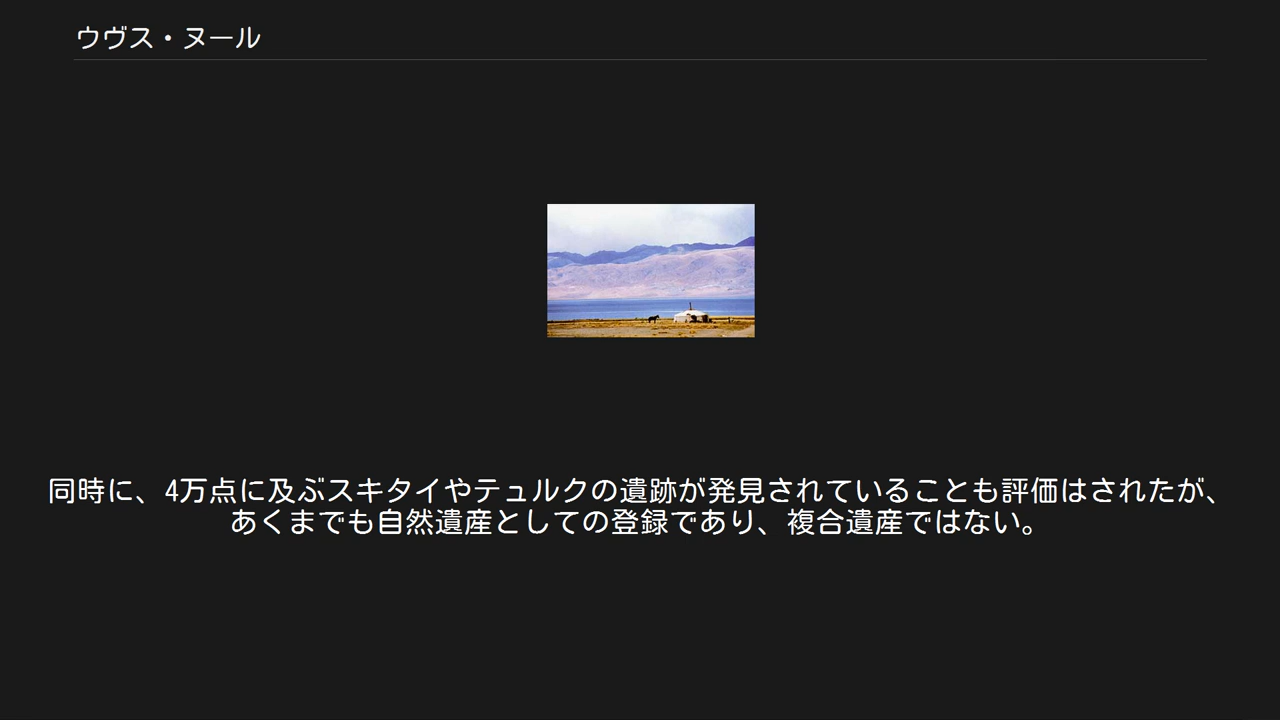 ウヴス・ヌール
同時に、4万点に及ぶスキタイやテュルクの遺跡が発見されていることも評価はされたが、
あくまでも自然遺産としての登録であり、複合遺産ではない。